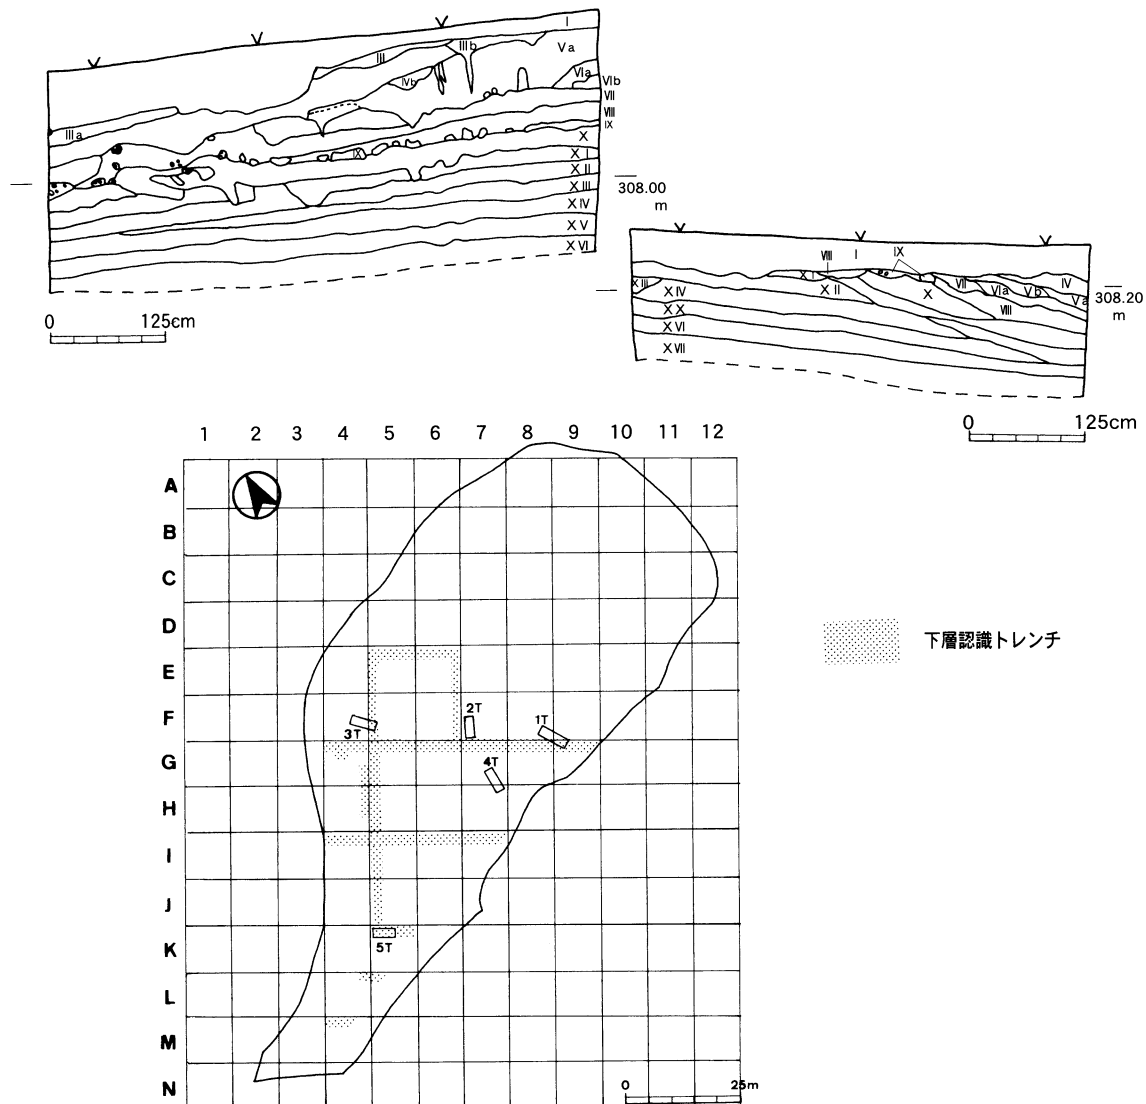 I
III
IIIb
Va
IVb
VIa
VIb
VII
VIII
IX
IIIa
IX
X
XI
XII
XIII
XIV
XV
XVI
308.00
m
0 125cm
VIII I IX
XIII XIV XI XII X VII VIa Vb IV
Va
VIII
XX
XVI
XVII
308.20
m
0 125cm
1 2 3 4 5 6 7 8 9 10 11 12
A
B
C
D
E
F
G
H
I
J
K
L
M
N
2T
1T
3T
4T
5T
0 25m
下層認識トレンチ